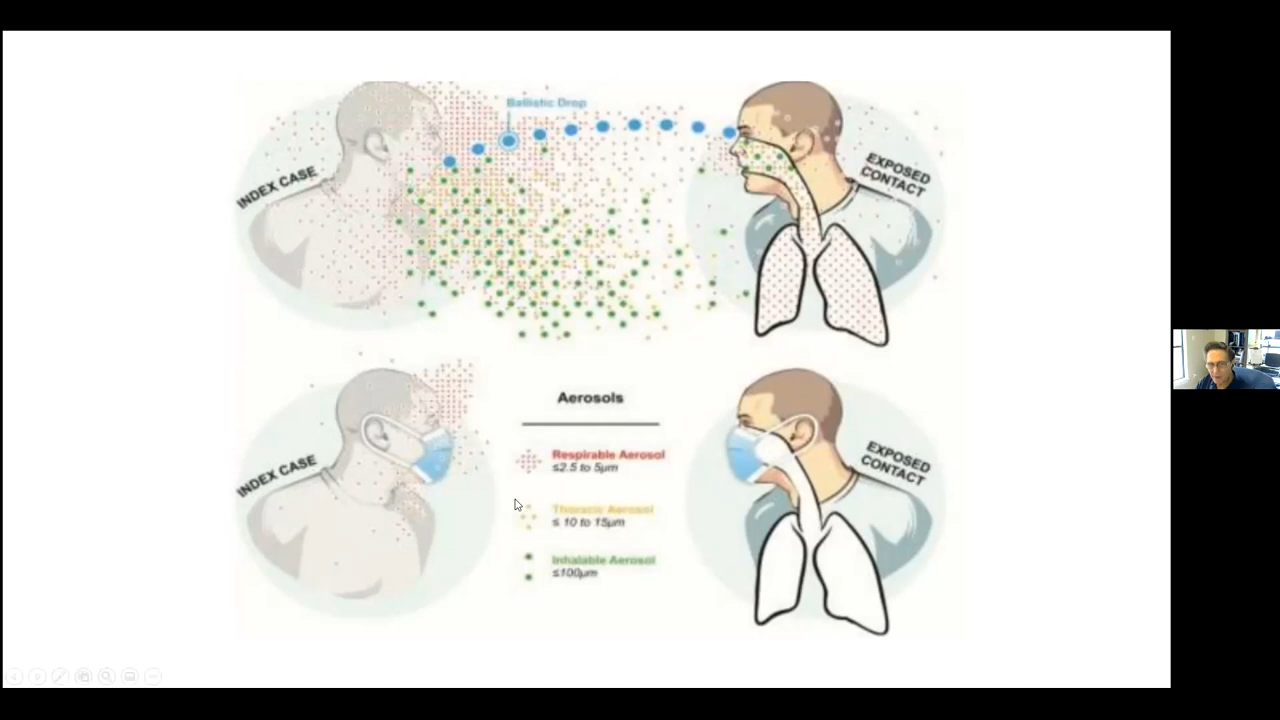 Ballistic Drop
INDEX CASE
EXPOSED
CONTACT
INDEX CASE
Aerosols
Respirable Aerosol
≤2.5 to 5µm
Thoracic Aerosol
≤ 10 to 15µm
Inhalable Aerosol
≤100µm
EXPOSED
CONTACT